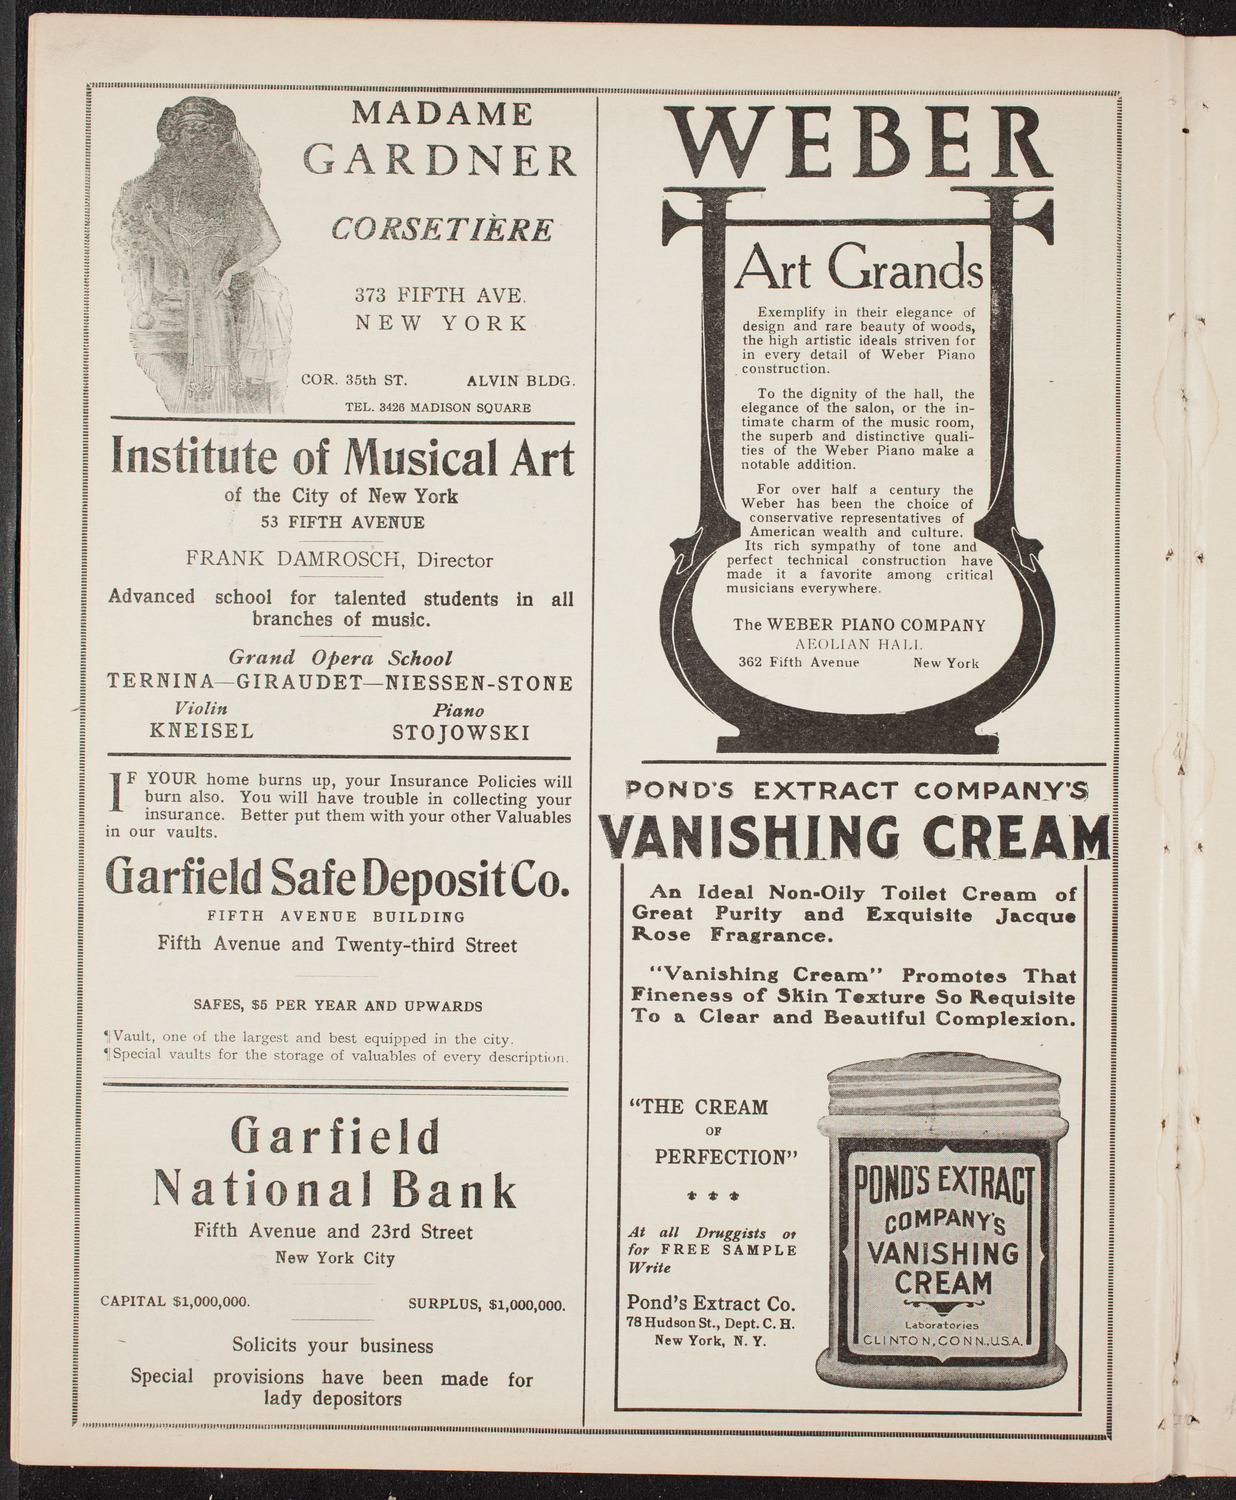 MADAME
GARDNER
CORSETIÈRE
373 FIFTH AVE.
NEW YORK
COR. 35th ST. ALVIN BLDG.
TEL. 3426 MADISON SQUARE
Institute of Musical Art
of the City of New York
53 FIFTH AVENUE
FRANK DAMROSCH, Director
Advanced school for talented students in all
branches of music.
Grand Opera School
TERNINA—GIRAUDET—NIESSEN-STONE
Violin Piano
KNEISEL STOJOWSKI
IF YOUR home burns up, your Insurance Policies will
burn also. You will have trouble in collecting your
insurance. Better put them with your other Valuables
in our vaults.
Garfield Safe Deposit Co.
FIFTH AVENUE BUILDING
Fifth Avenue and Twenty-third Street
SAFES, $5 PER YEAR AND UPWARDS
¶Vault, one of the largest and best equipped in the city.
¶Special vaults for the storage of valuables of every description.
Garfield
National Bank
Fifth Avenue and 23rd Street
New York City
CAPITAL $1,000,000. SURPLUS, $1,000,000.
Solicits your business
Special provisions have been made for
lady depositors
WEBER
Art Grands
Exemplify in their elegance of
design and rare beauty of woods,
the high artistic ideals striven for
in every detail of Weber Piano
construction.
To the dignity of the hall, the
elegance of the salon, or the in-
timate charm of the music room,
the superb and distinctive quali-
ties of the Weber Piano make a
notable addition.
For over half a century the
Weber has been the choice of
conservative representatives of
American wealth and culture.
Its rich sympathy of tone and
perfect technical construction have
made it a favorite among critical
musicians everywhere.
The WEBER PIANO COMPANY
AEOLIAN HALL
362 Fifth Avenue New York
POND'S EXTRACT COMPANY'S
VANISHING CREAM
An Ideal Non-Oily Toilet Cream of
Great Purity and Exquisite Jacque
Rose Fragrance.
"Vanishing Cream" Promotes That
Fineness of Skin Texture So Requisite
To a Clear and Beautiful Complexion.
"THE CREAM
OF
PERFECTION"
* * *
At all Druggists or
for FREE SAMPLE
Write
Pond's Extract Co.
78 Hudson St., Dept. C. H.
New York, N. Y.
POND'S EXTRACT
COMPANY'S
VANISHING
CREAM
Laboratories
CLINTON, CONN., U.S.A.